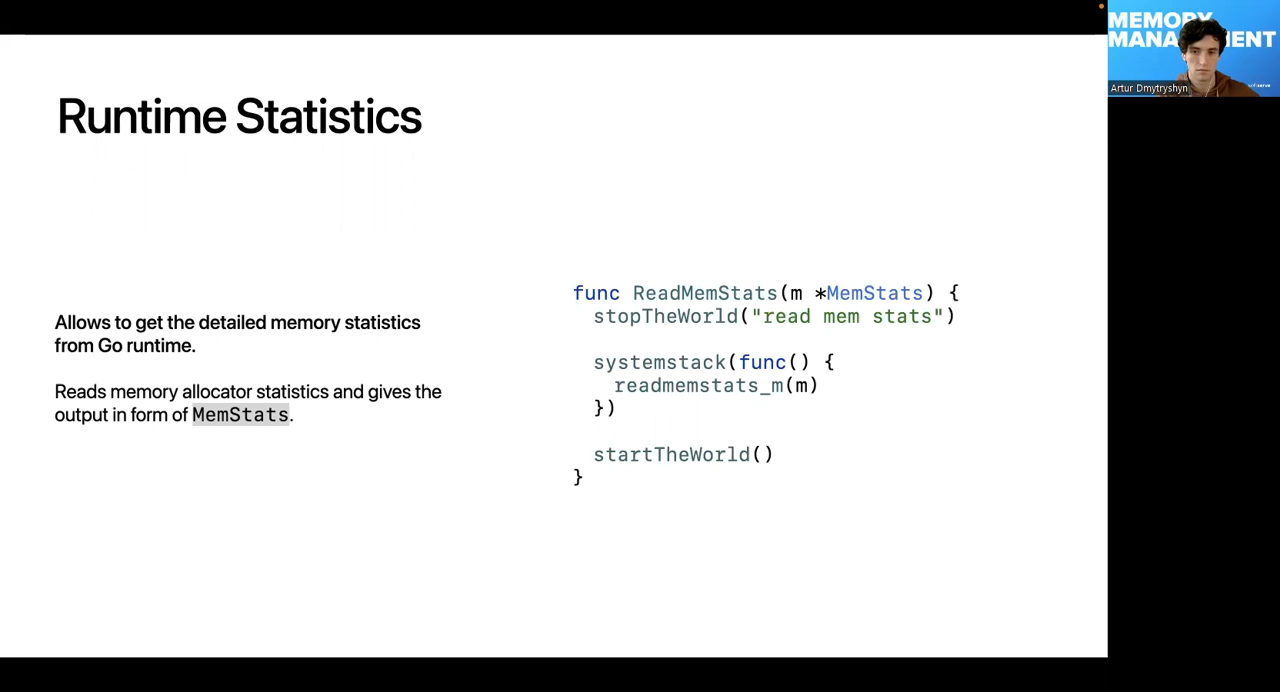 Runtime Statistics
Allows to get the detailed memory statistics
from Go runtime.
Reads memory allocator statistics and gives the
output in form of MemStats.
func ReadMemStats(m *MemStats) {
stopTheWorld("read mem stats")
systemstack(func() {
readmemstats_m(m)
})
startTheWorld()
}
MEMORY
Artur Dmytryshyn